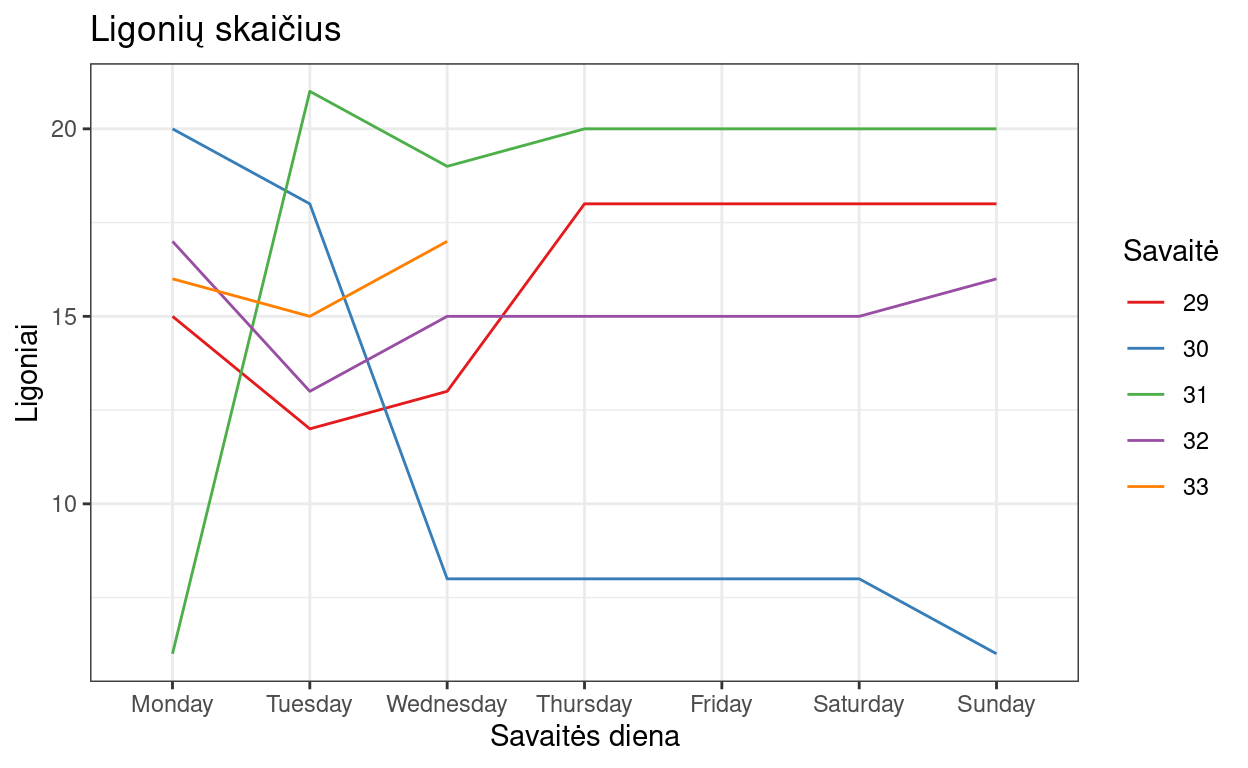 Ligonių skaičius
Ligoniai
20
15
10
Monday Tuesday Wednesday Thursday Friday Saturday Sunday
Savaitės diena
Savaitė
29
30
31
32
33